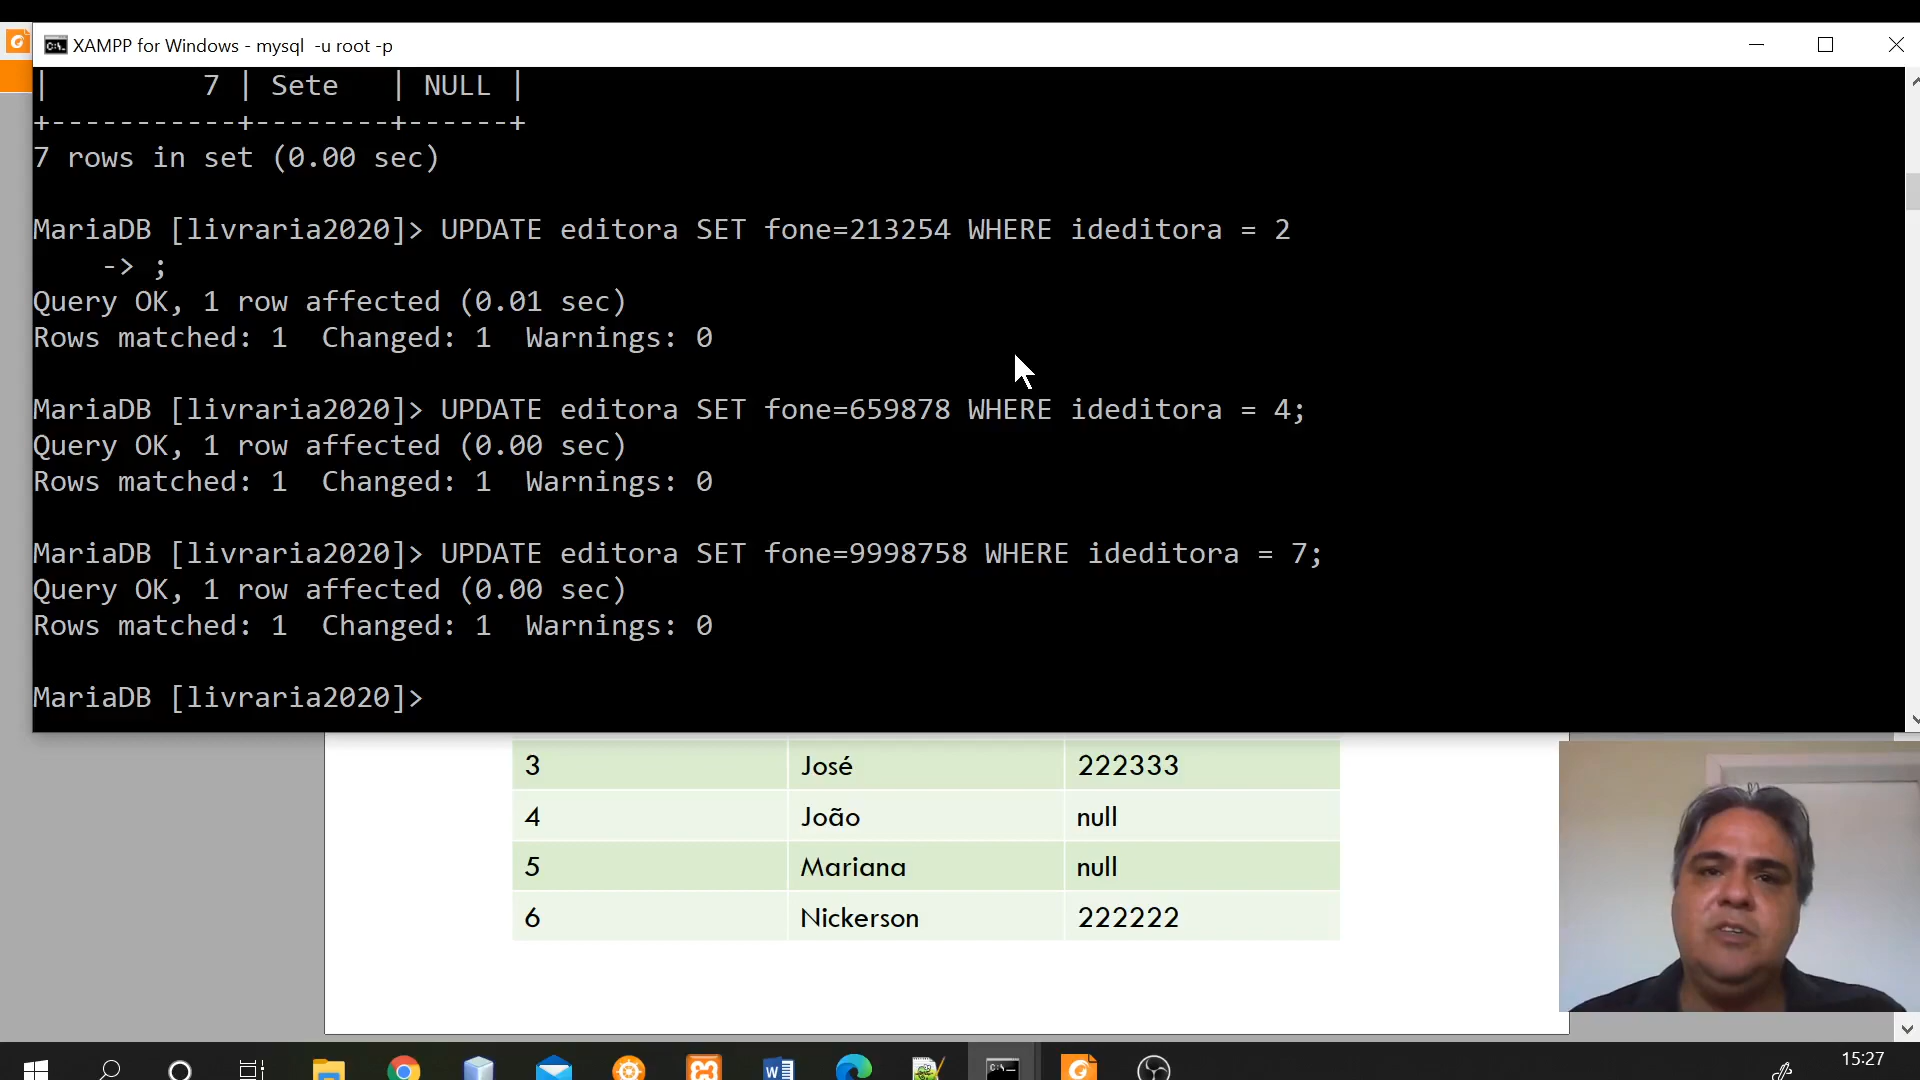 XAMPP for Windows - mysql  -u root -p
|         7 | Sete   | NULL |
+-----------+--------+------+
7 rows in set (0.00 sec)
MariaDB [livraria2020]> UPDATE editora SET fone=213254 WHERE ideditora = 2
    -> ;
Query OK, 1 row affected (0.01 sec)
Rows matched: 1  Changed: 1  Warnings: 0
MariaDB [livraria2020]> UPDATE editora SET fone=659878 WHERE ideditora = 4;
Query OK, 1 row affected (0.00 sec)
Rows matched: 1  Changed: 1  Warnings: 0
MariaDB [livraria2020]> UPDATE editora SET fone=9998758 WHERE ideditora = 7;
Query OK, 1 row affected (0.00 sec)
Rows matched: 1  Changed: 1  Warnings: 0
MariaDB [livraria2020]>
3 José 222333
4 João null
5 Mariana null
6 Nickerson 222222
15:27